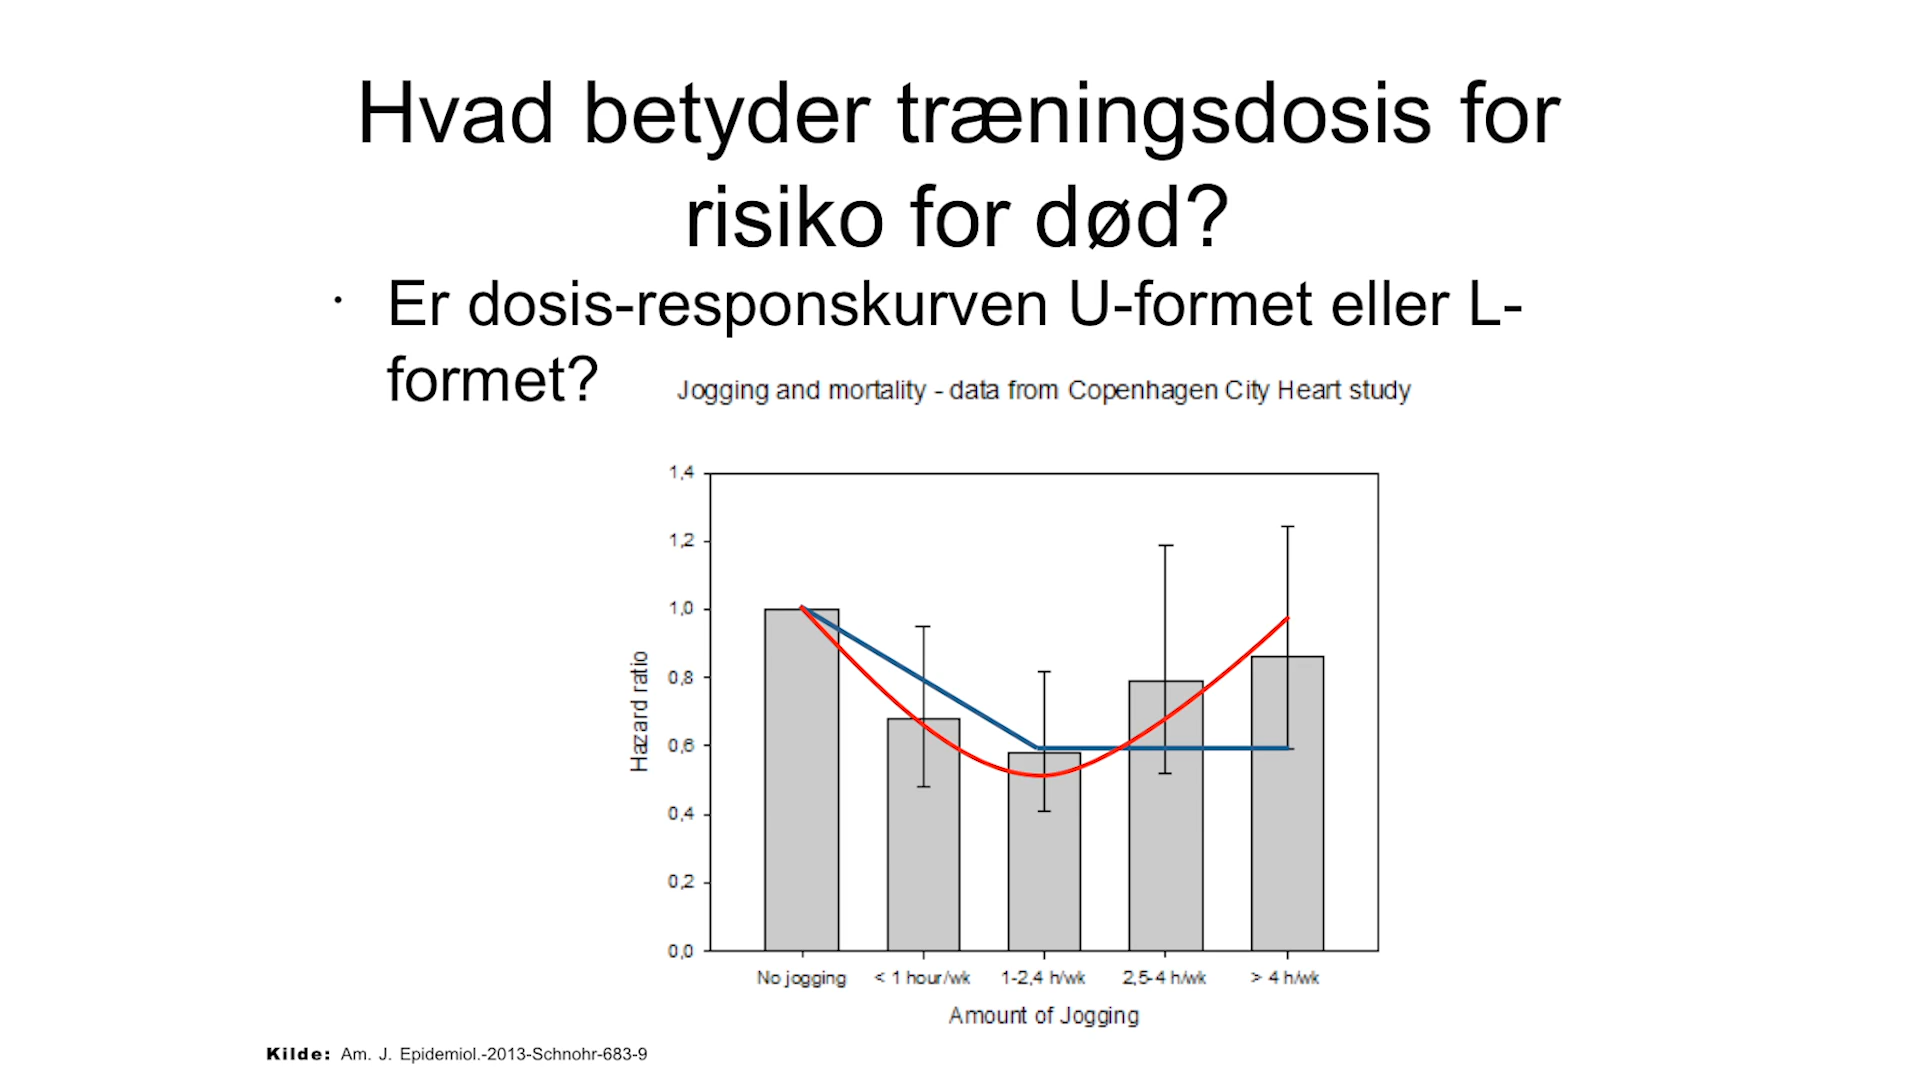 Hvad betyder træningsdosis for
risiko for død?
· Er dosis-responskurven U-formet eller L-
formet?
Jogging and mortality - data from Copenhagen City Heart study
1,4
1,2
1,0
0,8
0,6
0,4
0,2
0,0
Hazard ratio
No jogging < 1 hour/wk 1-2,4 h/wk 2,5-4 h/wk > 4 h/wk
Amount of Jogging
Kilde: Am. J. Epidemiol.-2013-Schnohr-683-9